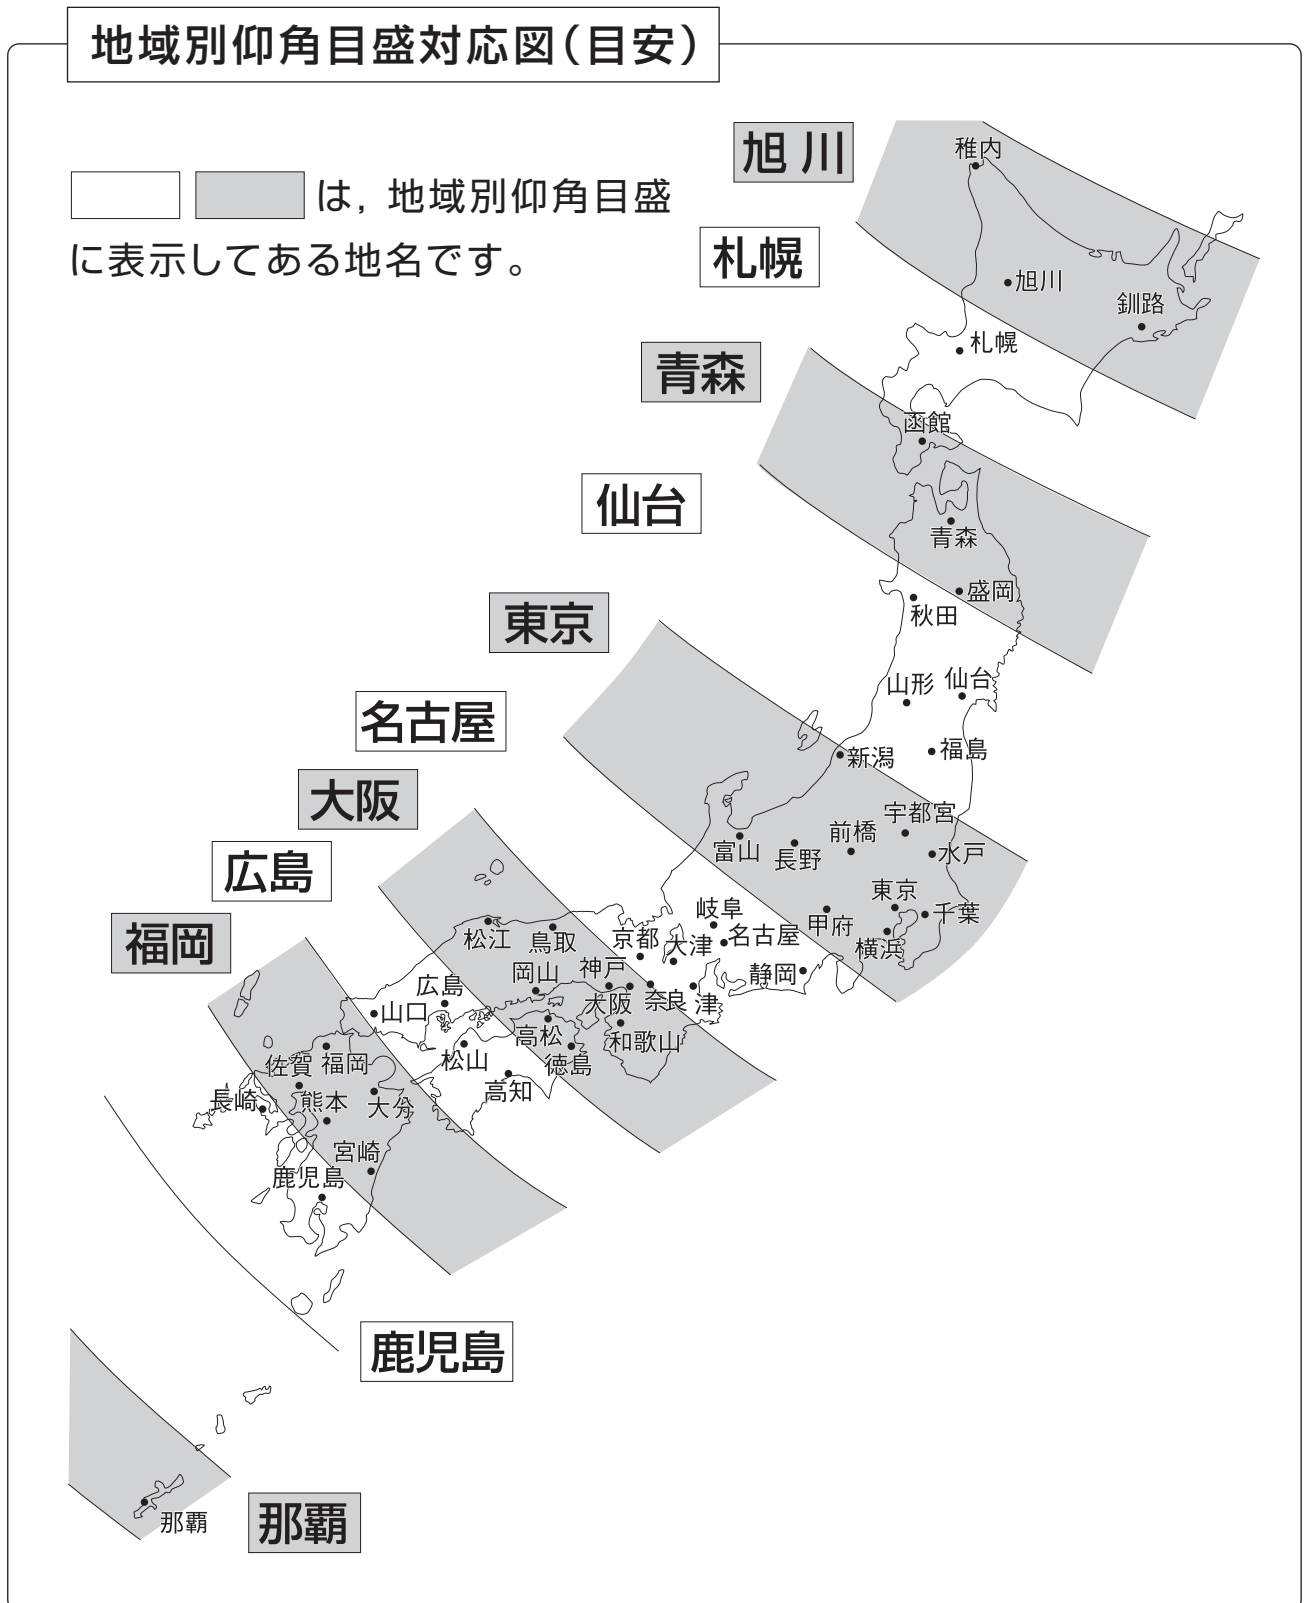 地域別仰角目盛対応図（目安）
は，地域別仰角目盛
に表示してある地名です。
旭川
稚内
札幌
旭川
釧路
札幌
青森
函館
仙台
青森
盛岡
秋田
東京
山形
仙台
名古屋
新潟
福島
大阪
宇都宮
前橋
富山
長野
水戸
広島
東京
千葉
甲府
横浜
福岡
岐阜
名古屋
京都
大津
松江
鳥取
静岡
神戸
岡山
広島
大阪
奈良
津
山口
高松
和歌山
松山
徳島
佐賀
福岡
高知
長崎
熊本
大分
宮崎
鹿児島
鹿児島
那覇
那覇